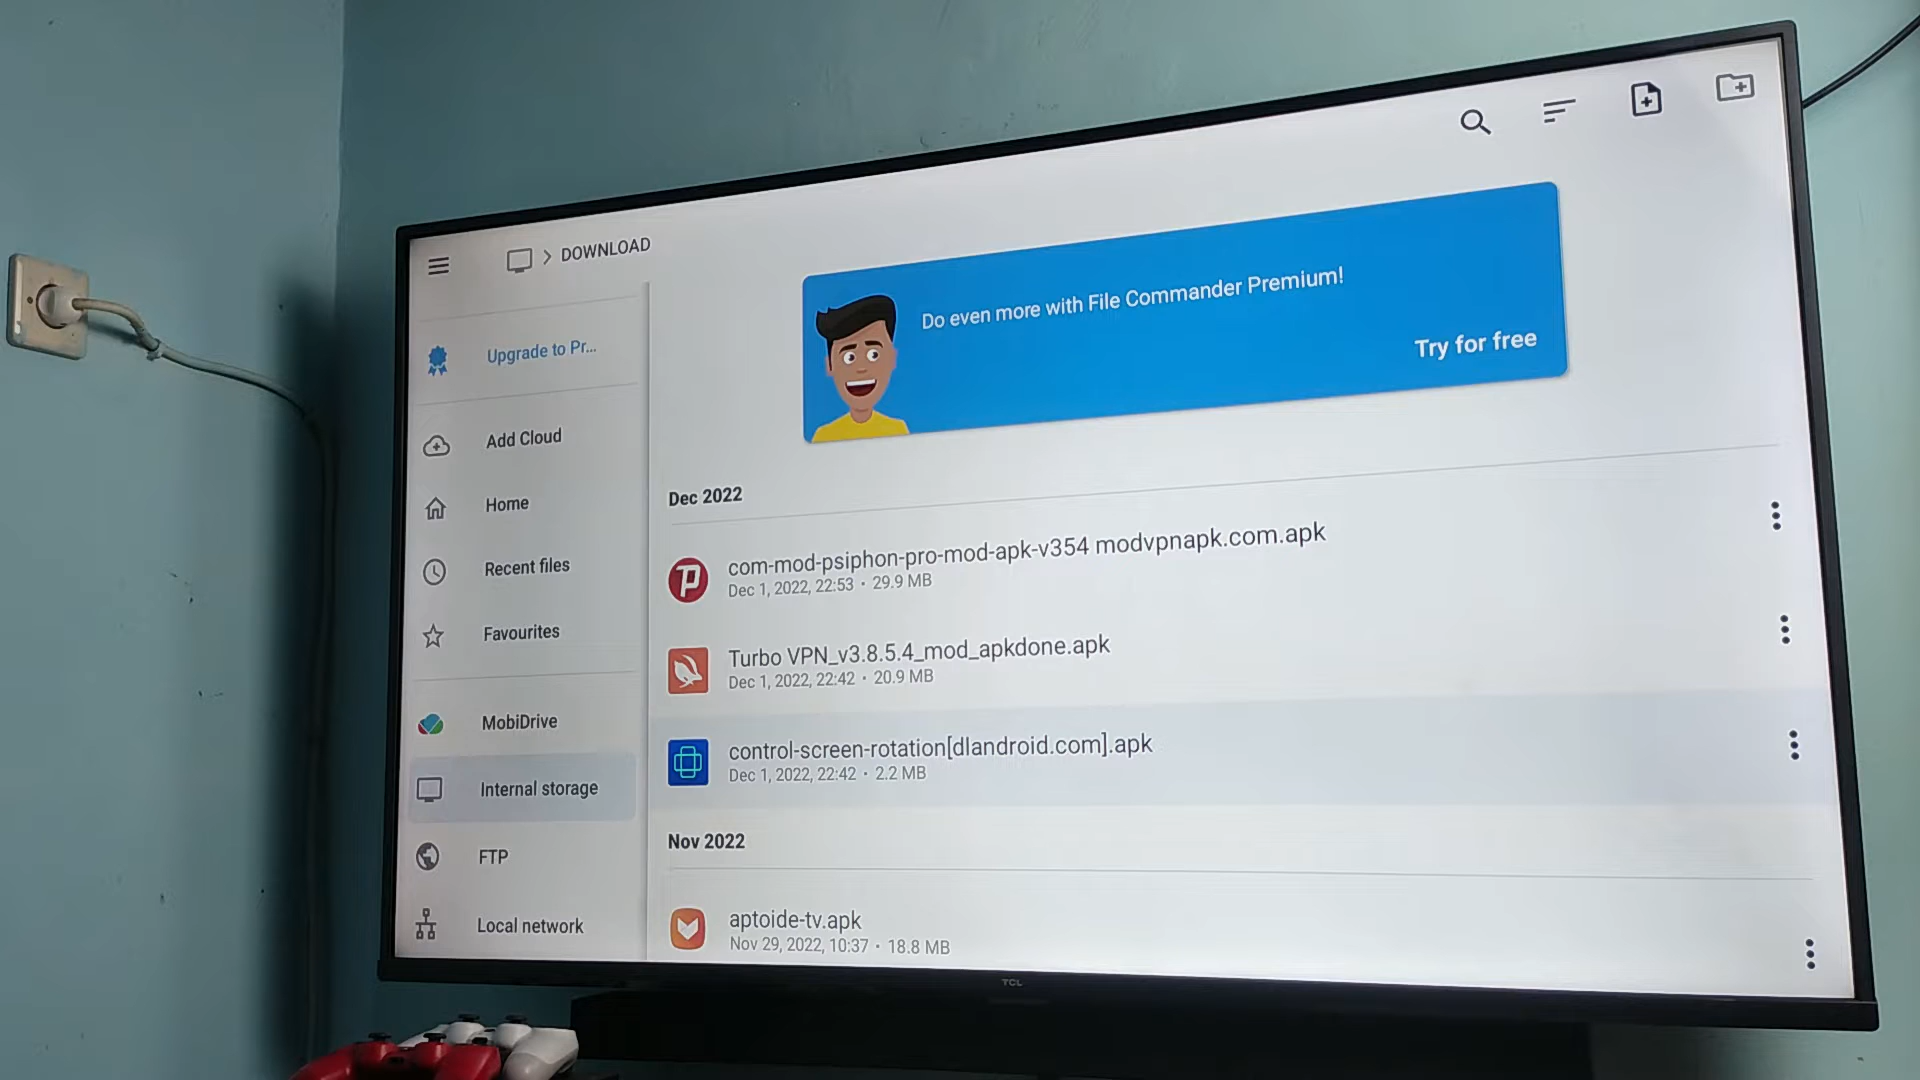 DOWNLOAD
Upgrade to Pr...
Add Cloud
Home
Recent files
Favourites
MobiDrive
Internal storage
FTP
Local network
Do even more with File Commander Premium!
Try for free
Dec 2022
com-mod-psiphon-pro-mod-apk-v354 modvpnapk.com.apk
Dec 1, 2022, 22:53 • 29.9 MB
Turbo VPN_v3.8.5.4_mod_apkdone.apk
Dec 1, 2022, 22:42 • 20.9 MB
control-screen-rotation[dlandroid.com].apk
Dec 1, 2022, 22:42 • 2.2 MB
Nov 2022
aptoide-tv.apk
Nov 29, 2022, 10:37 • 18.8 MB
TCL